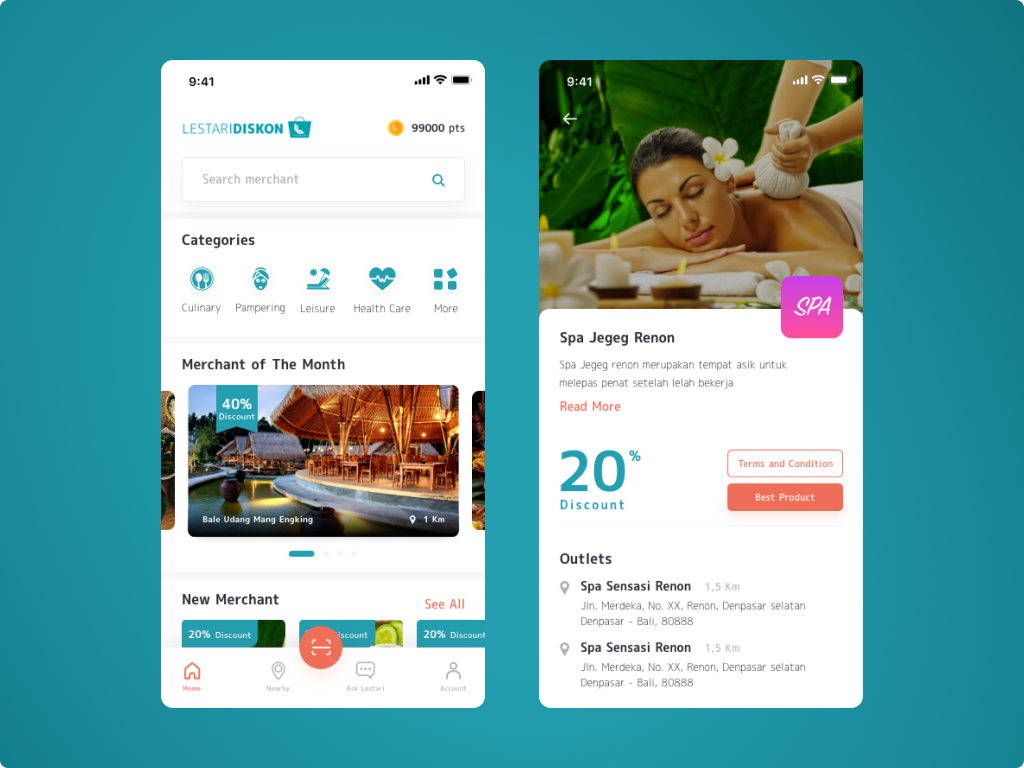 9:41
LESTARIDISKON
99000 pts
Search merchant
Categories
Culinary
Pampering
Leisure
Health Care
More
Merchant of The Month
40%
Discount
Bale Udang Mang Engking
1 Km
New Merchant
See All
20% Discount
20% Discount
Home
Nearby
Ask Lestari
Account
9:41
SPA
Spa Jegeg Renon
Spa Jegeg renon merupakan tempat asik untuk
melepas penat setelah lelah bekerja
Read More
20%
Discount
Terms and Condition
Best Product
Outlets
Spa Sensasi Renon 1,5 Km
Jln. Merdeka, No. XX, Renon, Denpasar selatan
Denpasar - Bali, 80888
Spa Sensasi Renon 1,5 Km
Jln. Merdeka, No. XX, Renon, Denpasar selatan
Denpasar - Bali, 80888